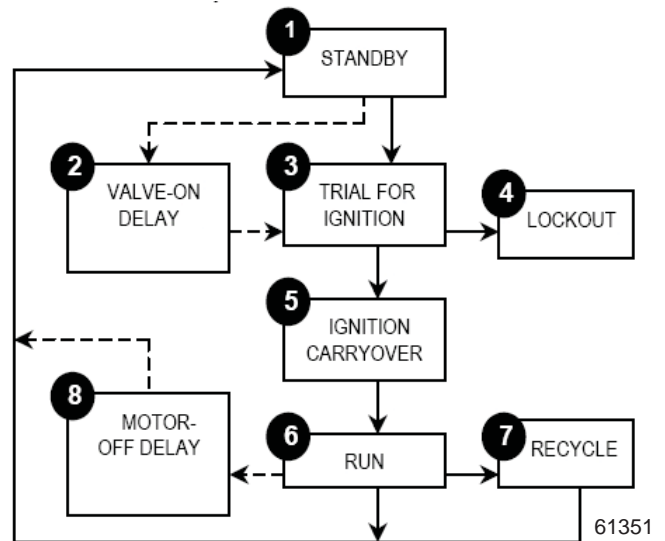 1
STANDBY
2
VALVE-ON
DELAY
3
TRIAL FOR
IGNITION
4
LOCKOUT
5
IGNITION
CARRYOVER
8
MOTOR-
OFF DELAY
6
RUN
7
RECYCLE
61351